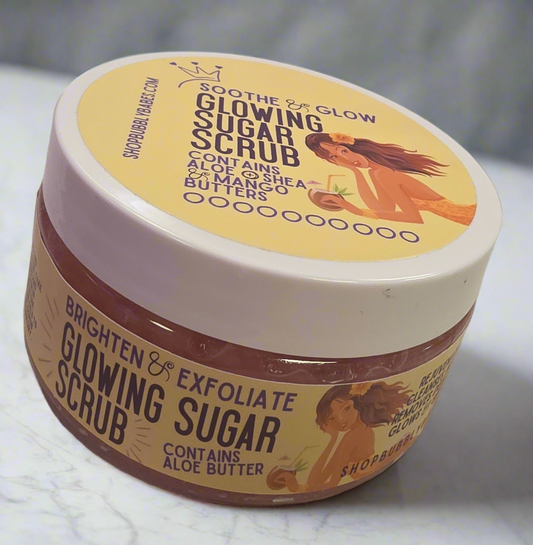 SHOPBUBBLYBABES.COM
SOOTHE & GLOW
GLOWING
SUGAR
SCRUB
CONTAINS
ALOE + SHEA
& MANGO
BUTTERS
BRIGHTEN & EXFOLIATE
GLOWING SUGAR
SCRUB
CONTAINS
ALOE BUTTER